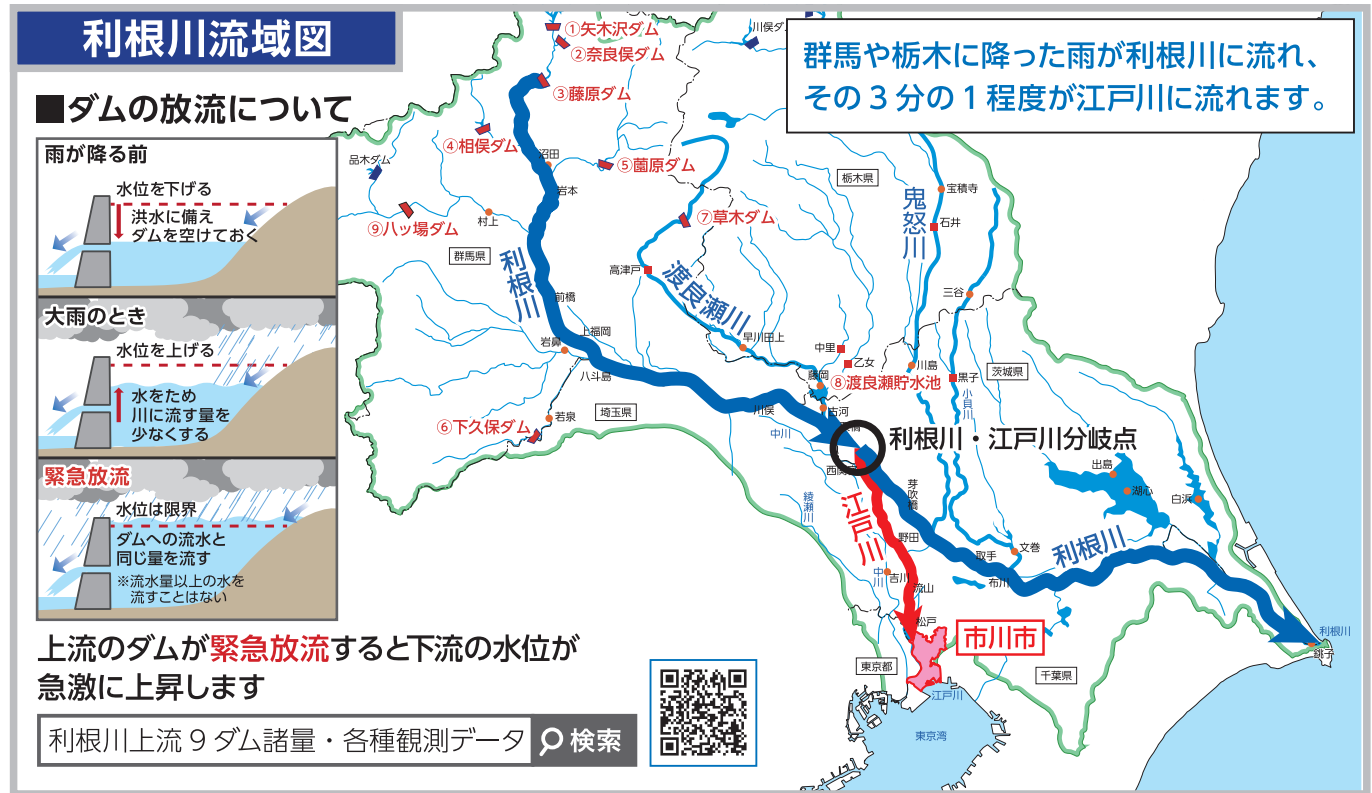 利根川流域図
群馬や栃木に降った雨が利根川に流れ、
その3分の1程度が江戸川に流れます。
■ダムの放流について
雨が降る前
水位を下げる
洪水に備え
ダムを空けておく
大雨のとき
水位を上げる
水をため
川に流す量を
少なくする
緊急放流
水位は限界
ダムへの流水と
同じ量を流す
※流水量以上の水を
流すことはない
上流のダムが緊急放流すると下流の水位が
急激に上昇します
利根川上流9ダム諸量・各種観測データ
検索
①矢木沢ダム
②奈良俣ダム
③藤原ダム
④相俣ダム
⑤薗原ダム
⑥下久保ダム
⑦草木ダム
⑧渡良瀬貯水池
⑨八ッ場ダム
品木ダム
沼田
岩本
村上
群馬県
利根川
前橋
上福岡
岩鼻
八斗島
若泉
埼玉県
高津戸
渡良瀬川
早川田上
栃木県
鬼怒川
宝積寺
石井
三谷
中里
乙女
藤岡
川島
黒子
小貝川
茨城県
古河
川俣
中川
利根川・江戸川分岐点
綾瀬川
江戸川
芽吹橋
野田
中川
吉川
流山
松戸
取手
布川
文巻
利根川
出島
湖心
白浜
市川市
東京都
千葉県
江戸川
東京湾
利根川
銚子